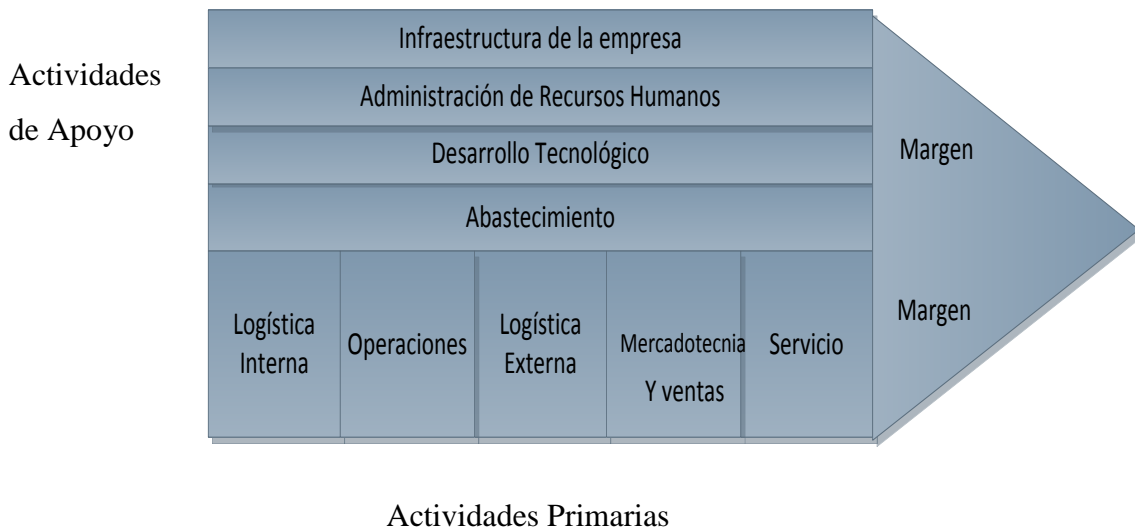 Actividades
de Apoyo
Infraestructura de la empresa
Administración de Recursos Humanos
Desarrollo Tecnológico
Abastecimiento
Logística
Interna
Operaciones
Logística
Externa
Mercadotecnia
Y ventas
Servicio
Margen
Margen
Actividades Primarias